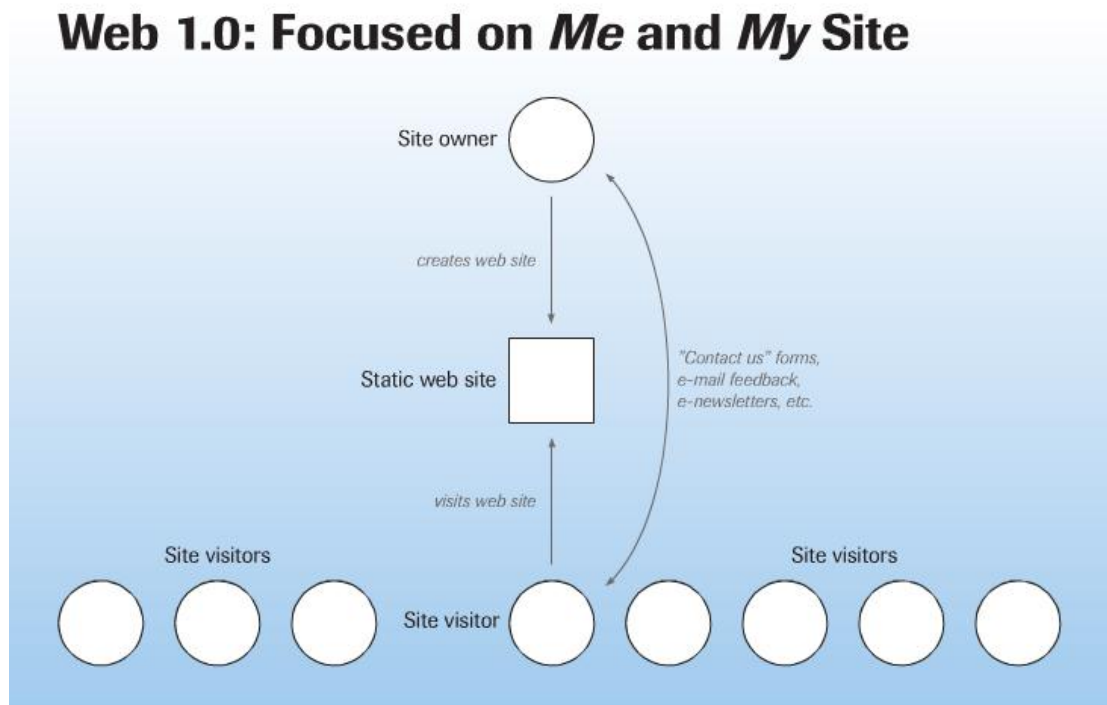 Web 1.0: Focused on Me and My Site
Site owner
creates web site
Static web site
"Contact us" forms,
e-mail feedback,
e-newsletters, etc.
visits web site
Site visitors
Site visitors
Site visitor